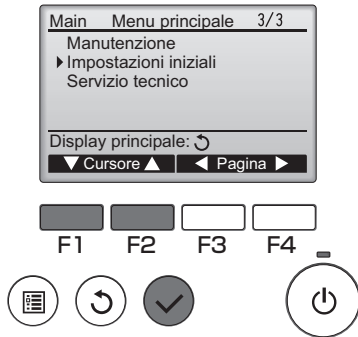 Main Menu principale 3/3
Manutenzione
Impostazioni iniziali
Servizio tecnico
Display principale:
Cursore Pagina
F1 F2 F3 F4